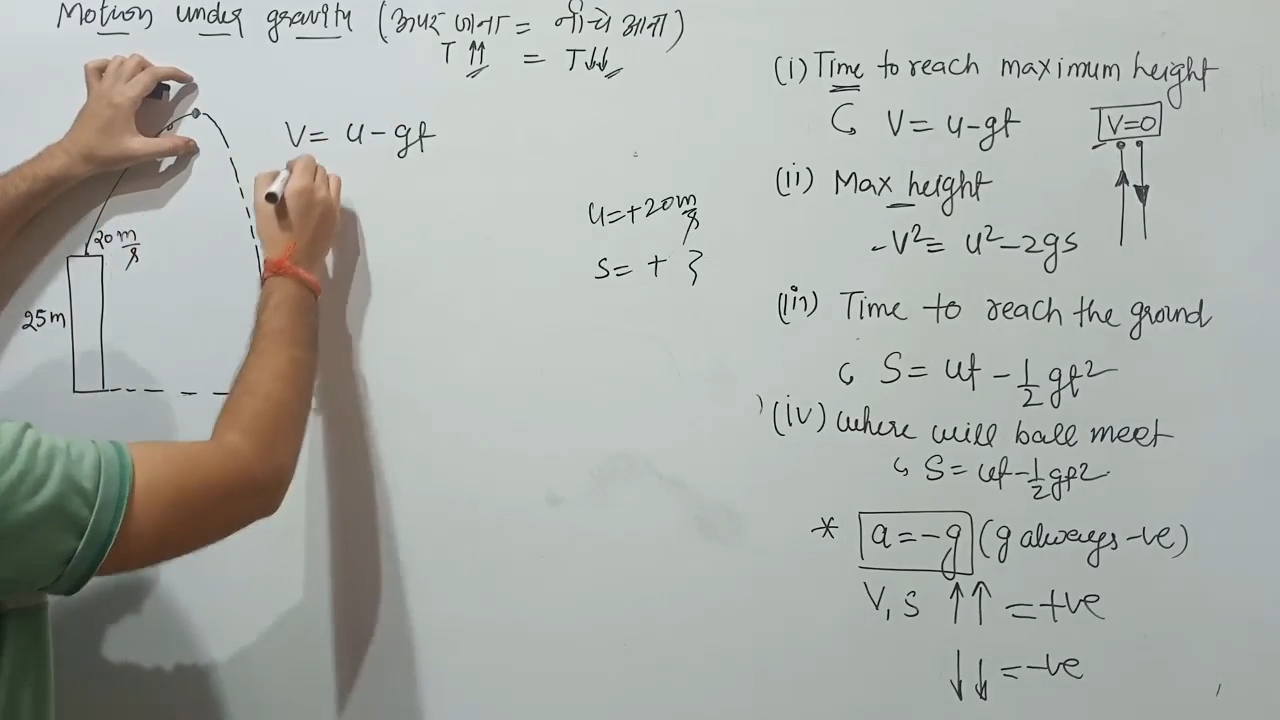 Motion under gravity (ऊपर जाना = नीचे आना)
T ↑↑ = T↓↓
V= u-gt
20 m/s
25m
u=+20 m/s
S= + ?
(i) Time to reach maximum height
V= u-gt
V=0
(ii) Max height
-V²= u²-2gs
(iii) Time to reach the ground
S= ut - 1/2 gt²
(iv) where will ball meet
S= ut - 1/2 gt²
* a=-g (g always -ve)
V, S ↑↑ =+ve
↓↓ =-ve